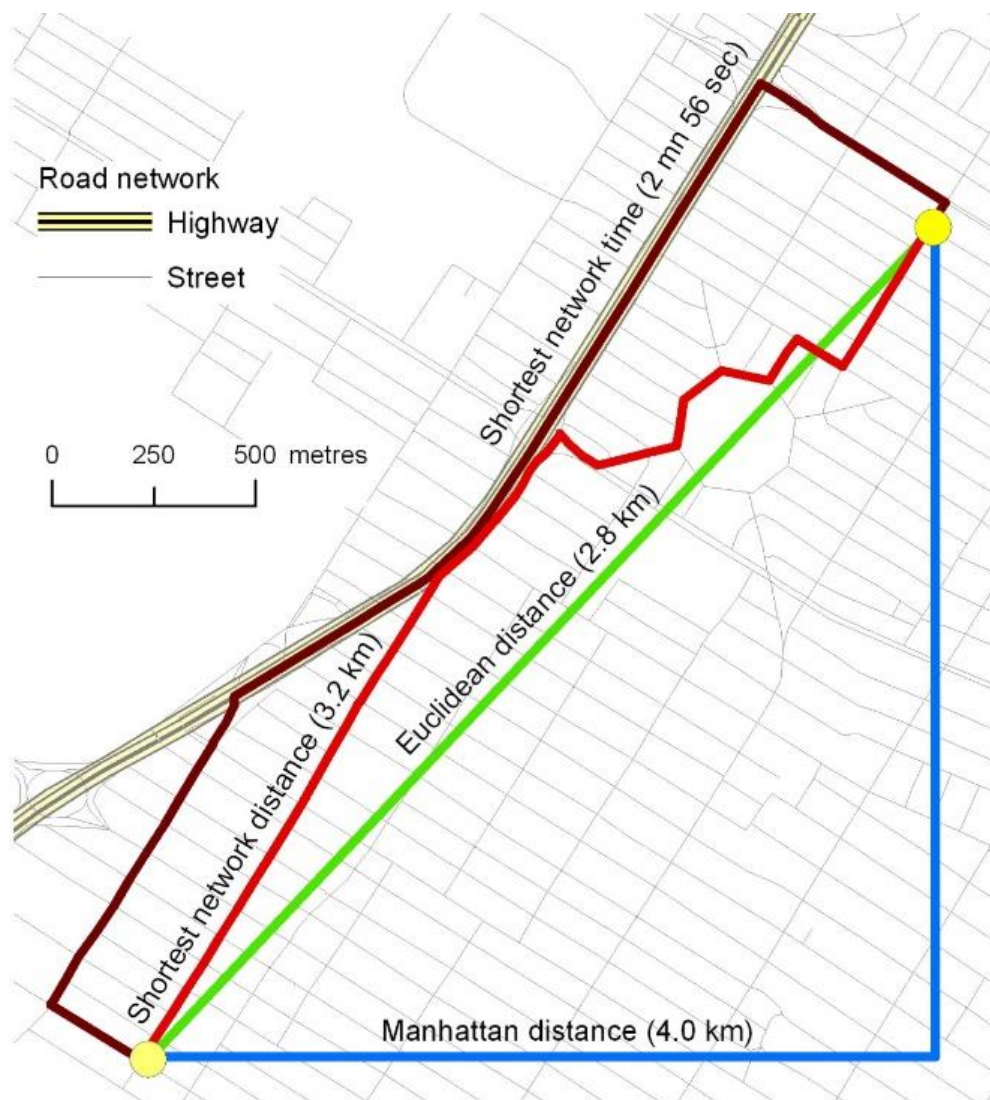 Road network
Highway
Street
0 250 500 metres
Shortest network time (2 mn 56 sec)
Euclidean distance (2.8 km)
Shortest network distance (3.2 km)
Manhattan distance (4.0 km)